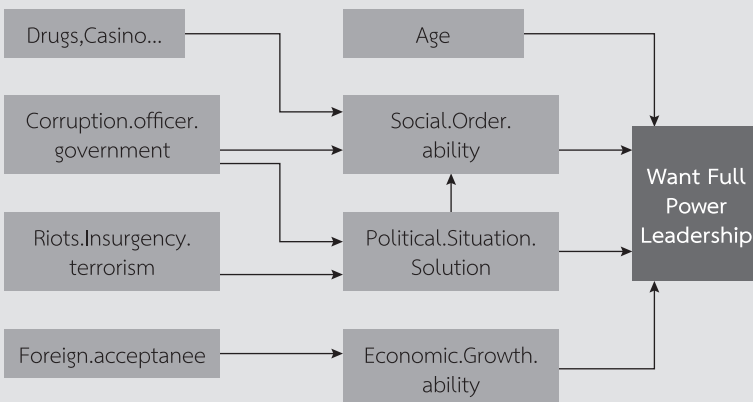 Drugs,Casino...
Age
Corruption.officer.
government
Social.Order.
ability
Want Full
Power
Leadership
Riots.Insurgency.
terrorism
Political.Situation.
Solution
Foreign.acceptanee
Economic.Growth.
ability